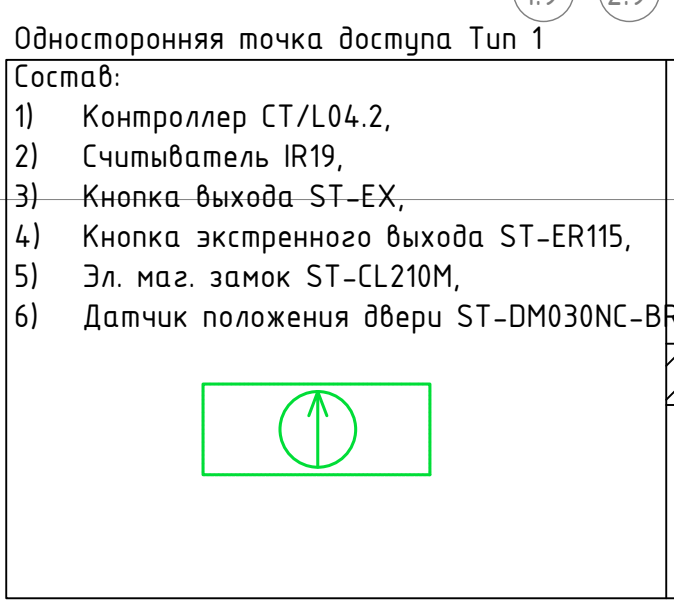 Односторонняя точка доступа Тип 1
Состав:
1) Контроллер CT/L04.2,
2) Считыватель IR19,
3) Кнопка выхода ST-EX,
4) Кнопка экстренного выхода ST-ER115,
5) Эл. маг. замок ST-CL210M,
6) Датчик положения двери ST-DM030NC-BR